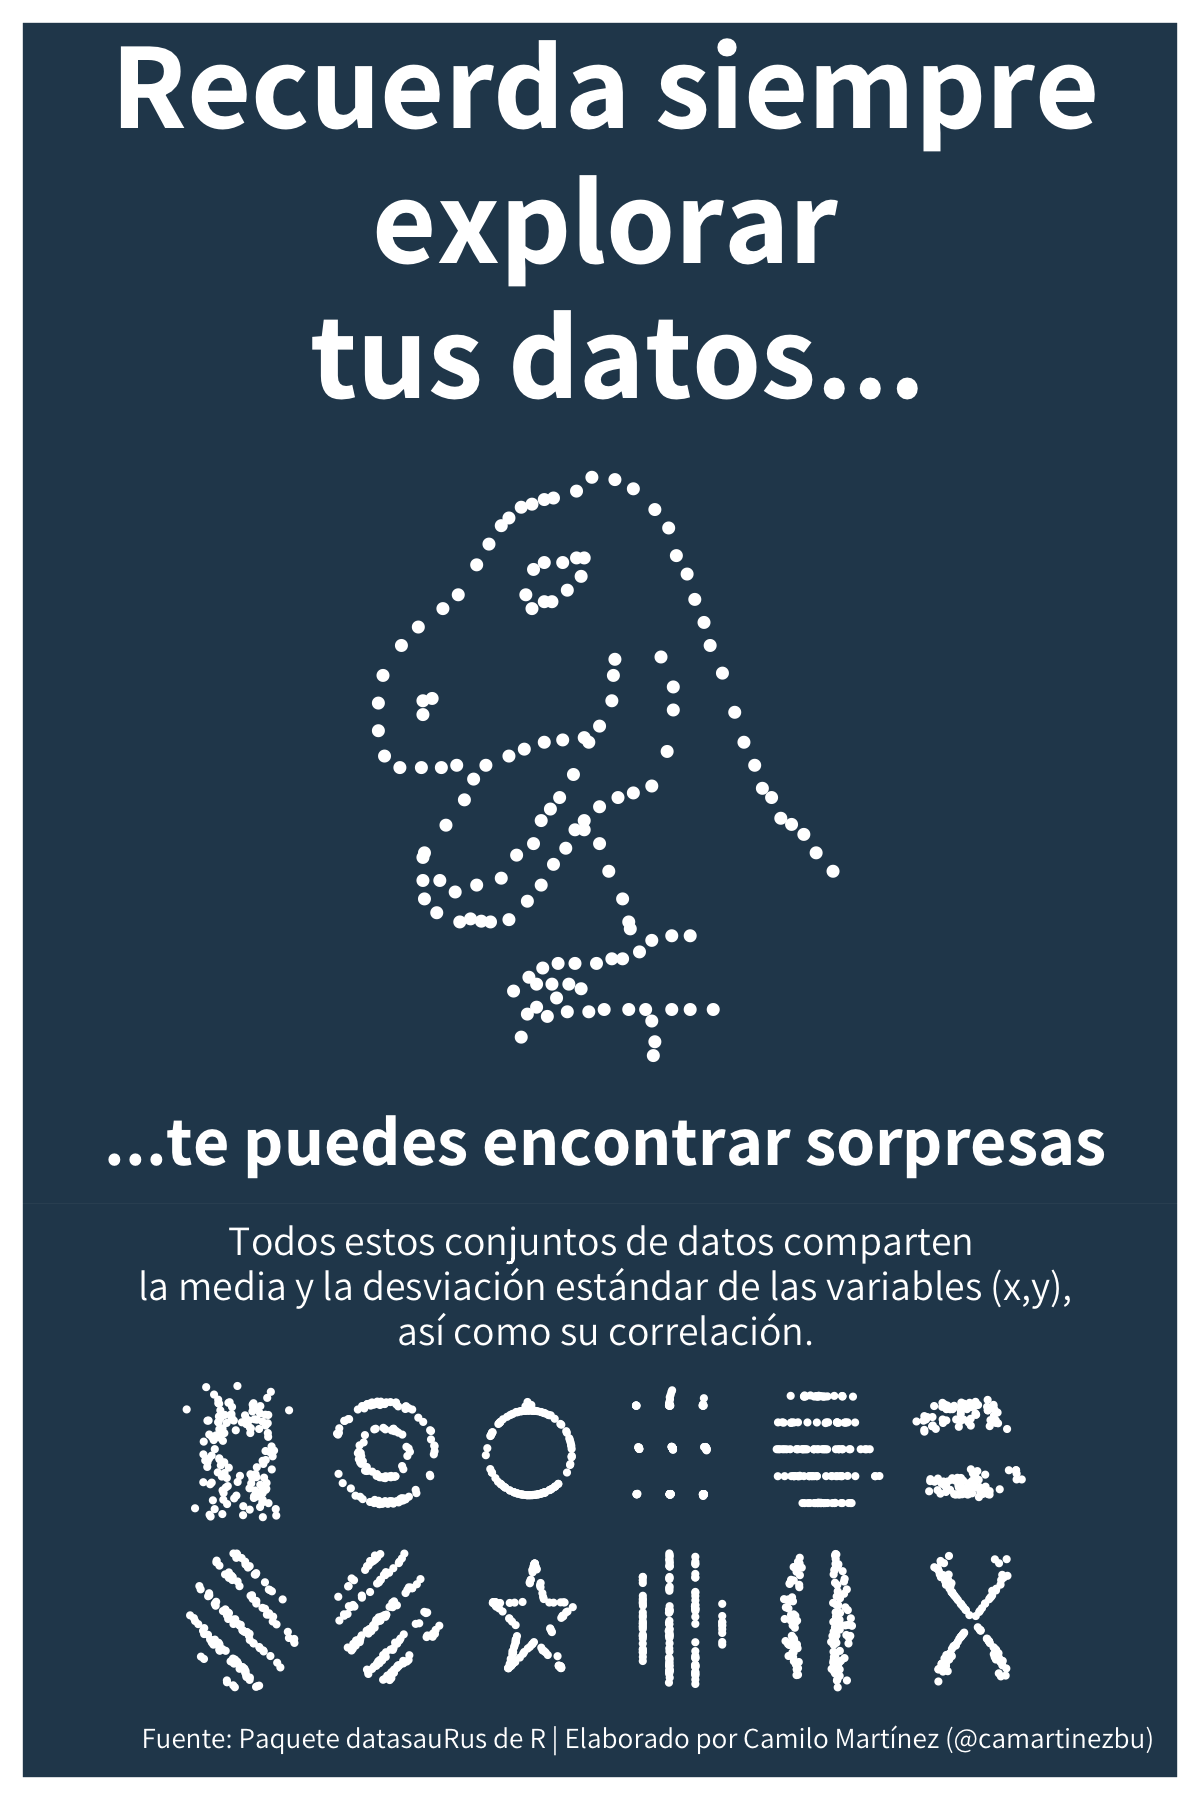 Recuerda siempre
explorar
tus datos...
...te puedes encontrar sorpresas
Todos estos conjuntos de datos comparten
la media y la desviación estándar de las variables (x,y),
así como su correlación.
Fuente: Paquete datasauRus de R | Elaborado por Camilo Martínez (@camartinezbu)